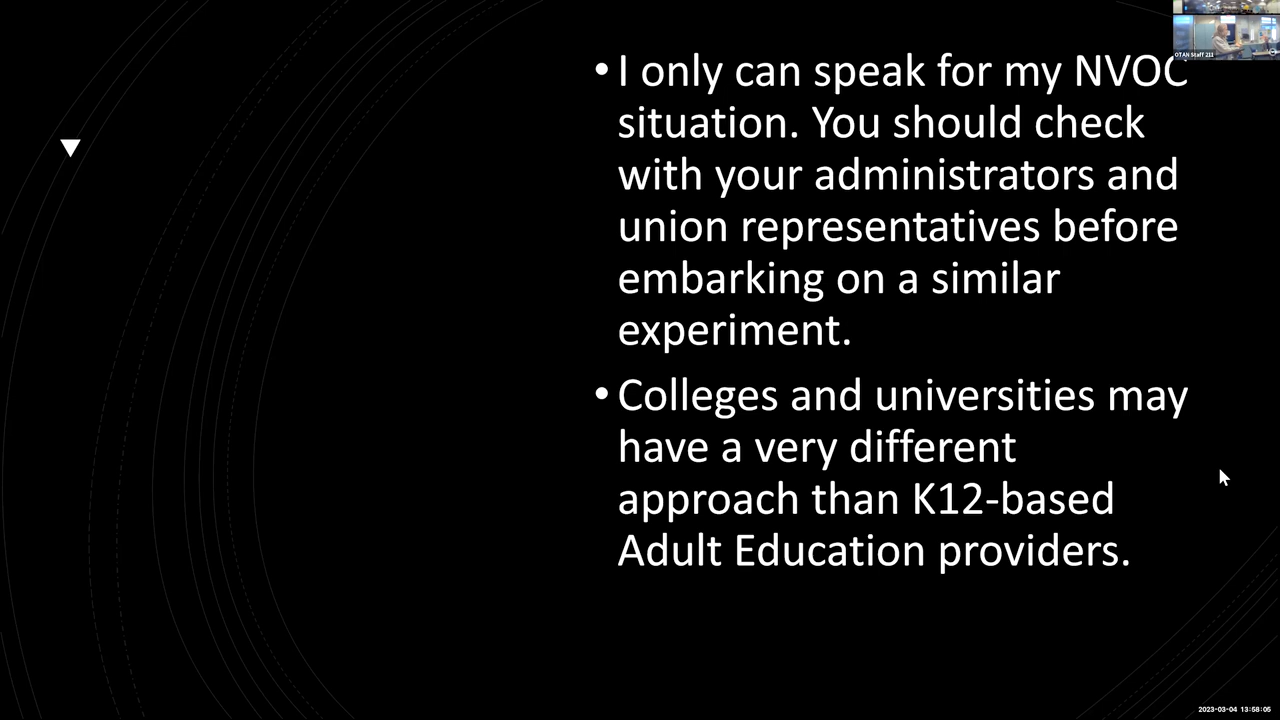 • I only can speak for my NVOC
situation. You should check
with your administrators and
union representatives before
embarking on a similar
experiment.
• Colleges and universities may
have a very different
approach than K12-based
Adult Education providers.
OTAN Staff 211
2023-03-04 13:58:05